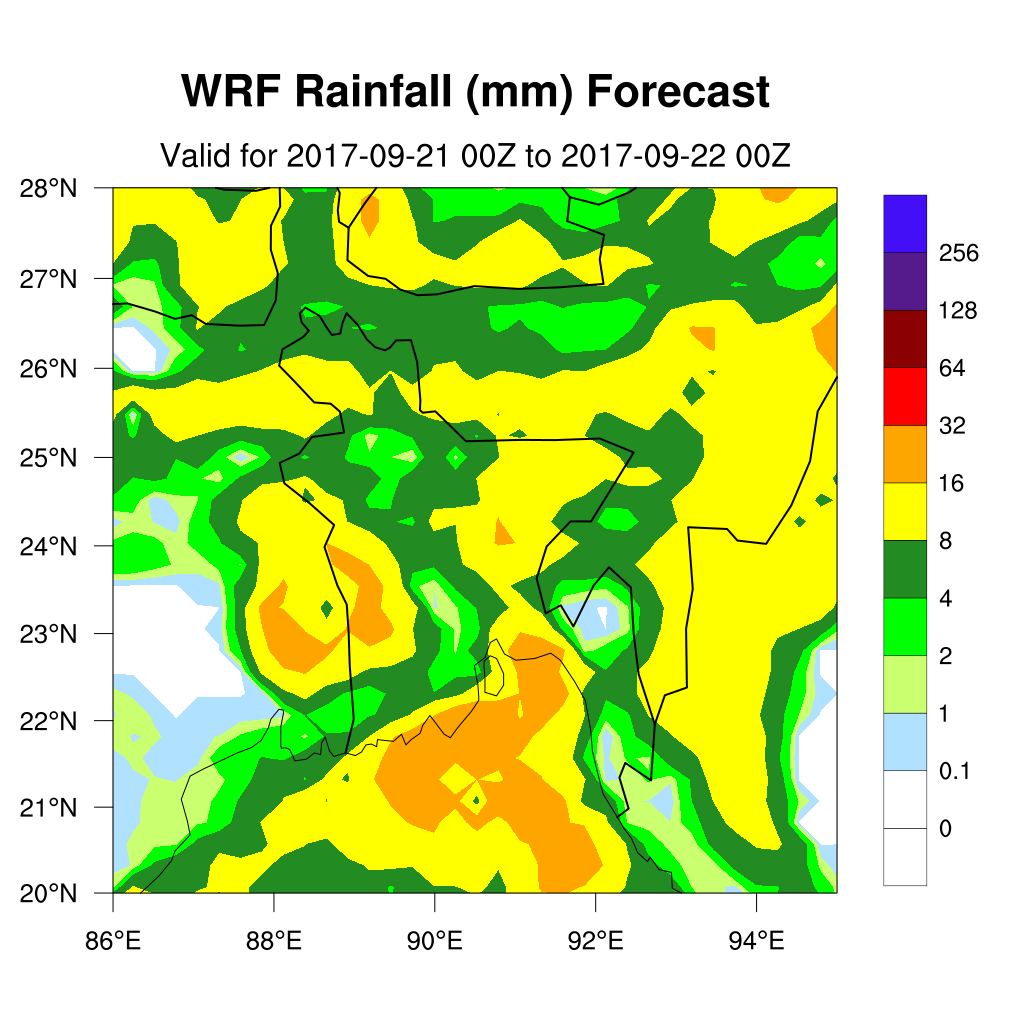 WRF Rainfall (mm) Forecast
Valid for 2017-09-21 00Z to 2017-09-22 00Z
28°N
27°N
26°N
25°N
24°N
23°N
22°N
21°N
20°N
86°E 88°E 90°E 92°E 94°E
256
128
64
32
16
8
4
2
1
0.1
0